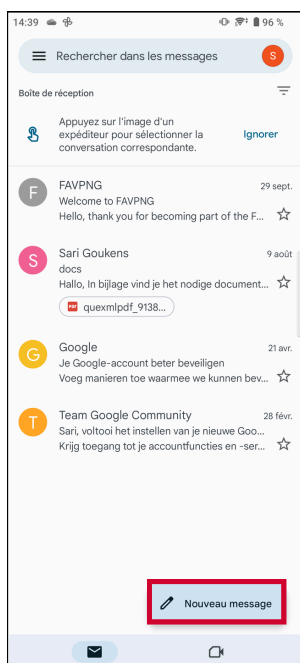 14:39 96 %
Rechercher dans les messages S
Boîte de réception
Appuyez sur l'image d'un
expéditeur pour sélectionner la
conversation correspondante.
Ignorer
F
FAVPNG 29 sept.
Welcome to FAVPNG
Hello, thank you for becoming part of the F...
S
Sari Goukens 9 août
docs
Hallo, In bijlage vind je het nodige document...
PDF quexmlpdf_9138...
G
Google 21 avr.
Je Google-account beter beveiligen
Voeg manieren toe waarmee we kunnen bev...
T
Team Google Community 28 févr.
Sari, voltooi het instellen van je nieuwe Goo...
Krijg toegang tot je accountfuncties en -ser...
Nouveau message